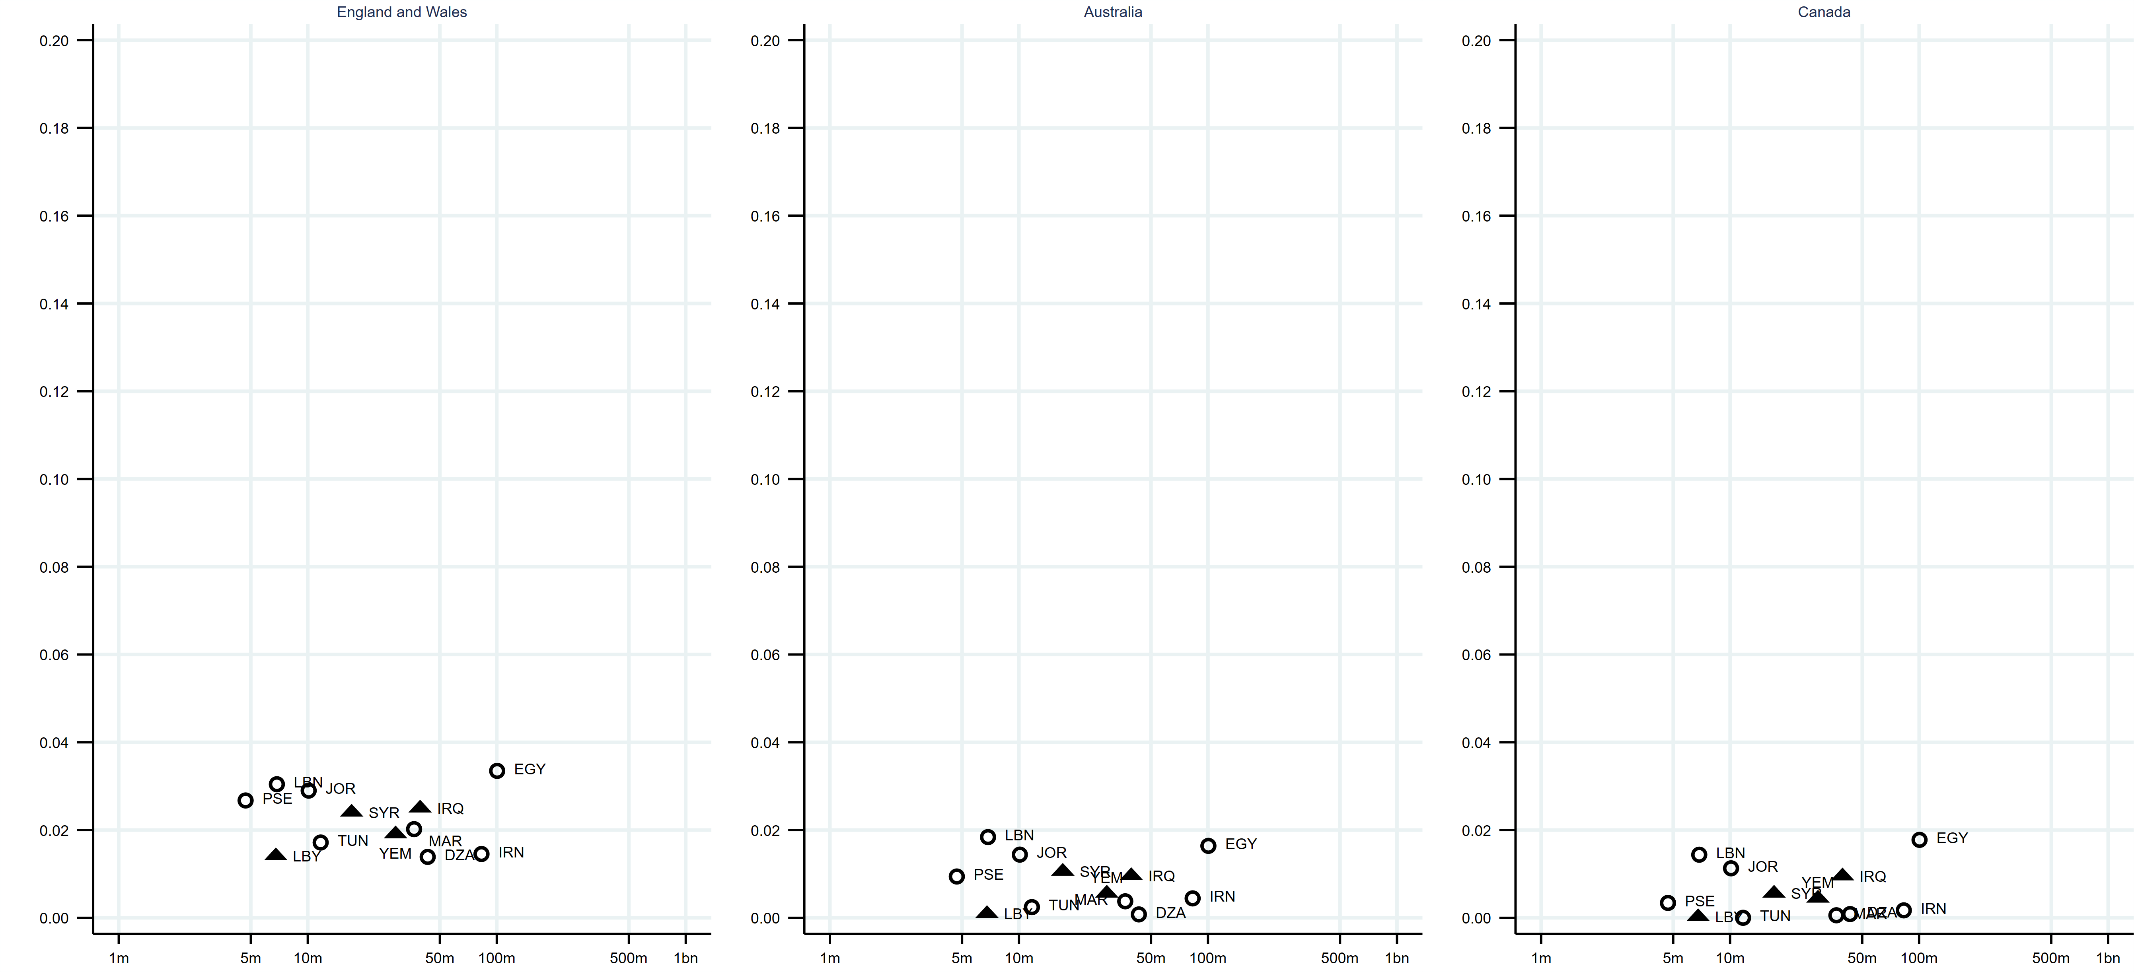 England and Wales
0.20
0.18
0.16
0.14
0.12
0.10
0.08
0.06
0.04
0.02
0.00
EGY
LBN
JOR
PSE
IRQ
SYR
TUN
MAR
YEM
LBY
DZA
IRN
1m 5m 10m 50m 100m 500m 1bn
Australia
0.20
0.18
0.16
0.14
0.12
0.10
0.08
0.06
0.04
0.02
0.00
LBN
EGY
JOR
PSE
SYR
YEM
IRQ
IRN
MAR
TUN
LBY
DZA
1m 5m 10m 50m 100m 500m 1bn
Canada
0.20
0.18
0.16
0.14
0.12
0.10
0.08
0.06
0.04
0.02
0.00
EGY
LBN
JOR
IRQ
YEM
SYR
PSE
IRN
LBY
TUN
MAR
DZA
1m 5m 10m 50m 100m 500m 1bn